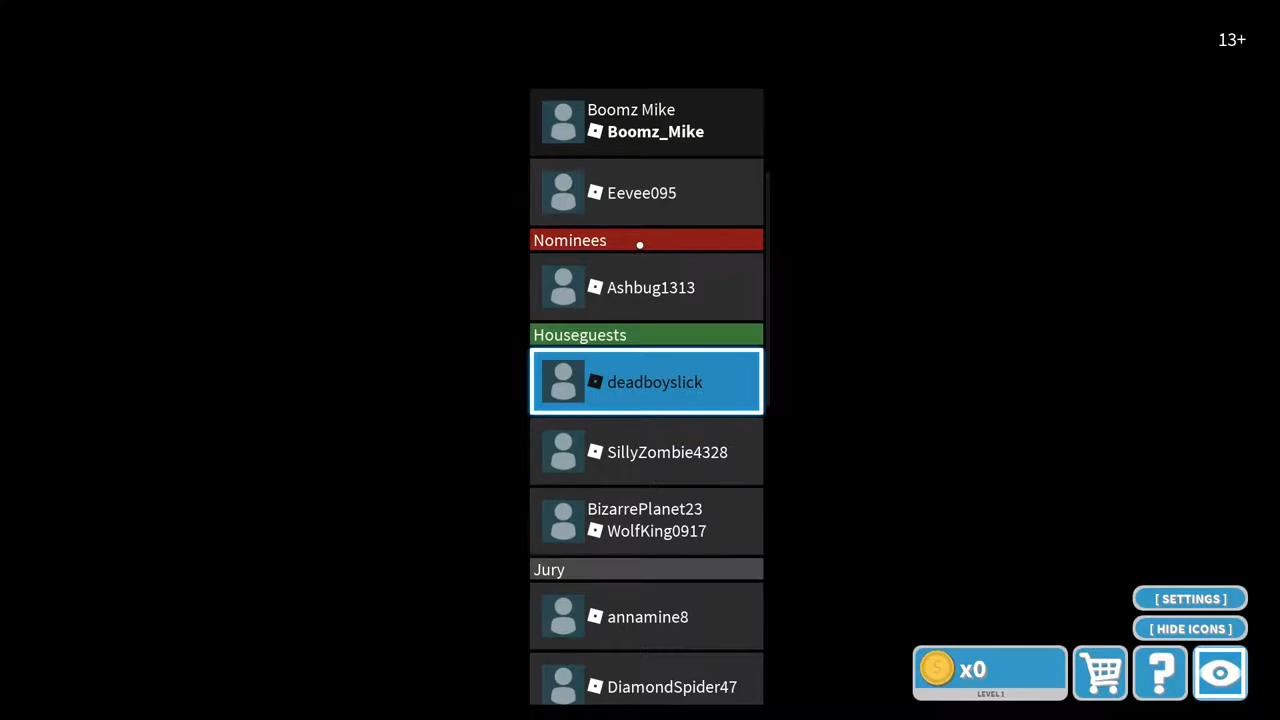 13+
Boomz Mike
Boomz_Mike
Eevee095
Nominees
Ashbug1313
Houseguests
deadboyslick
SillyZombie4328
BizarrePlanet23
WolfKing0917
Jury
annamine8
DiamondSpider47
[ SETTINGS ]
[ HIDE ICONS ]
S x0
LEVEL 1
?